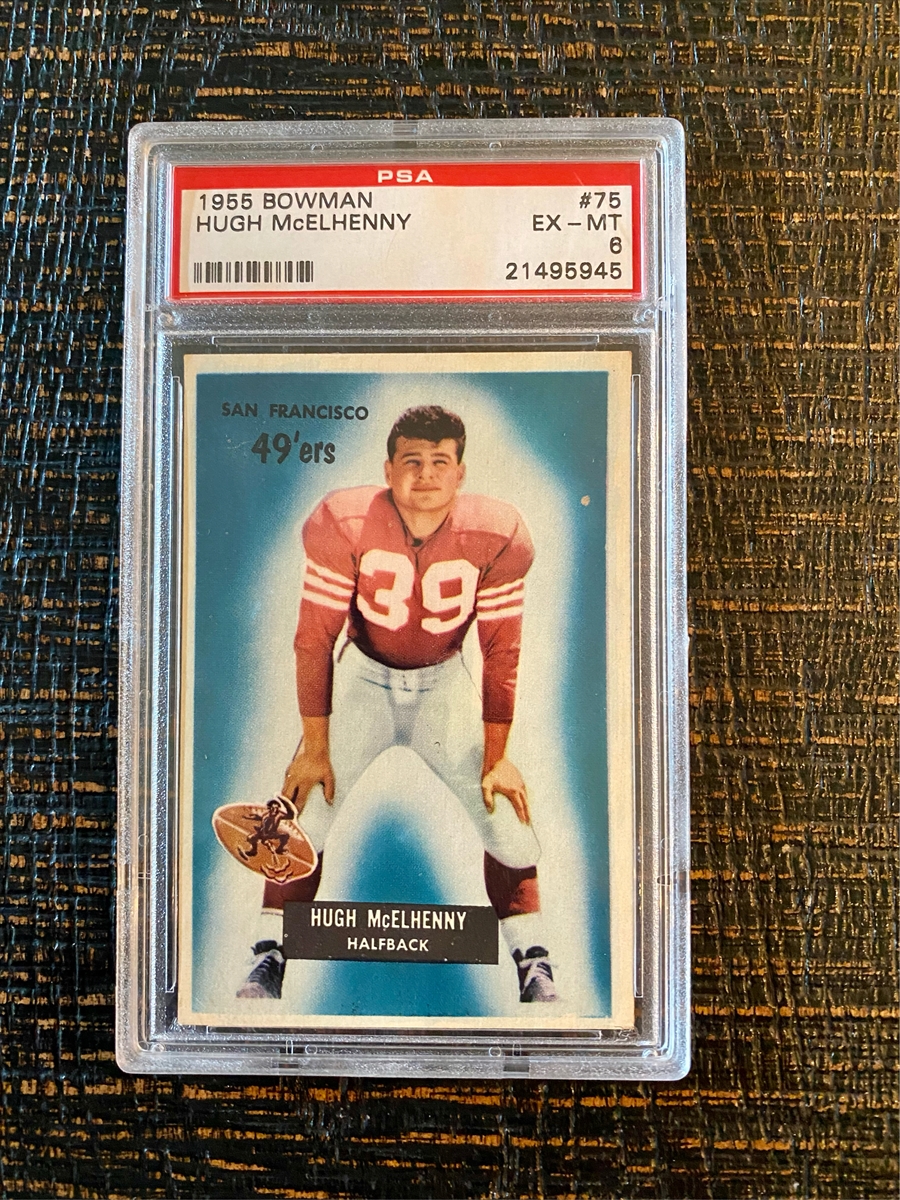 PSA
1955 BOWMAN #75
HUGH McELHENNY EX - MT
6
21495945
SAN FRANCISCO
49'ers
39
HUGH McELHENNY
HALFBACK